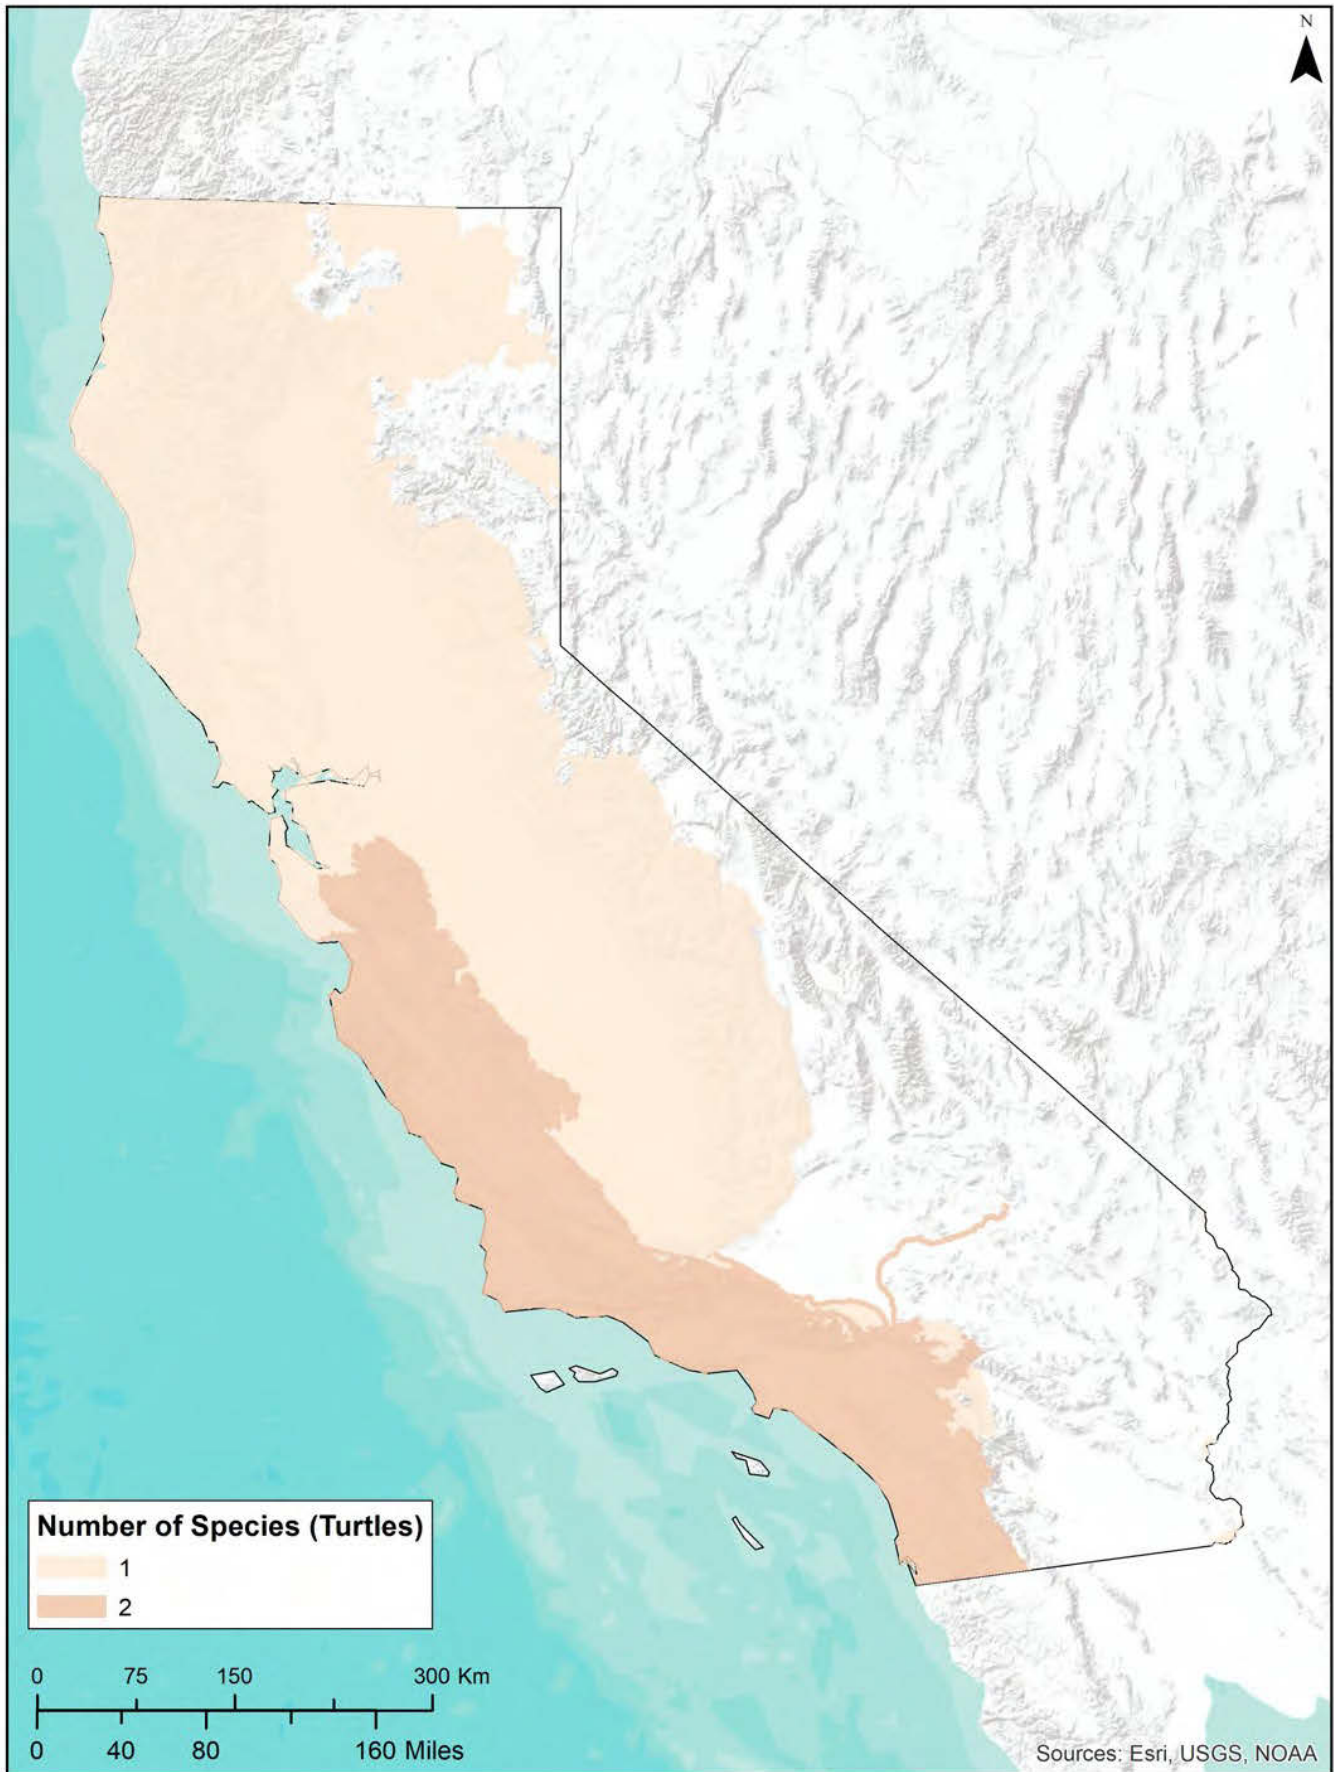 N
Number of Species (Turtles)
1
2
0 75 150 300 Km
0 40 80 160 Miles
Sources: Esri, USGS, NOAA